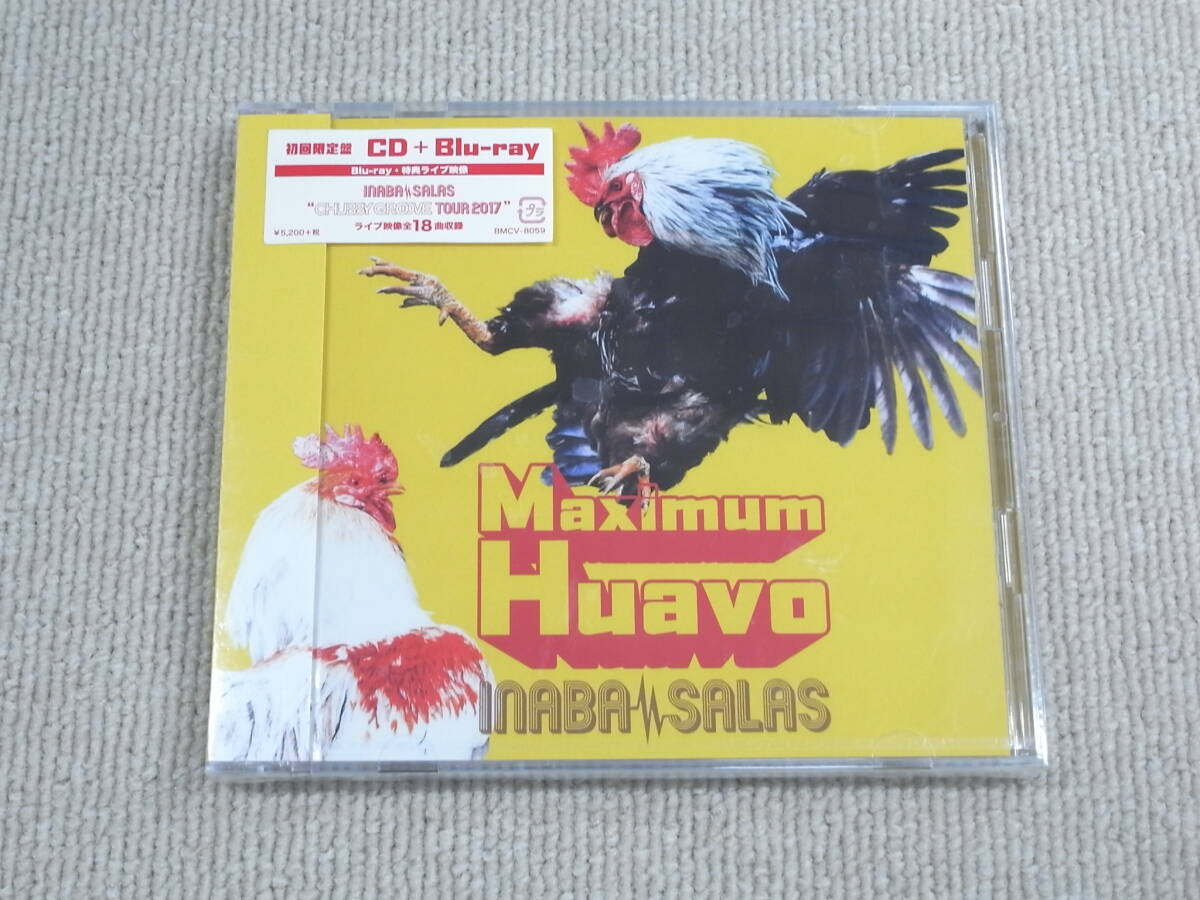 初回限定盤 CD + Blu-ray
Blu-ray・特典ライブ映像
INABA SALAS
“CHUBBY GROOVE TOUR 2017”
プラ
¥5,200+税
ライブ映像全18曲収録
BMCV-8059
Maximum
Huavo
INABA SALAS